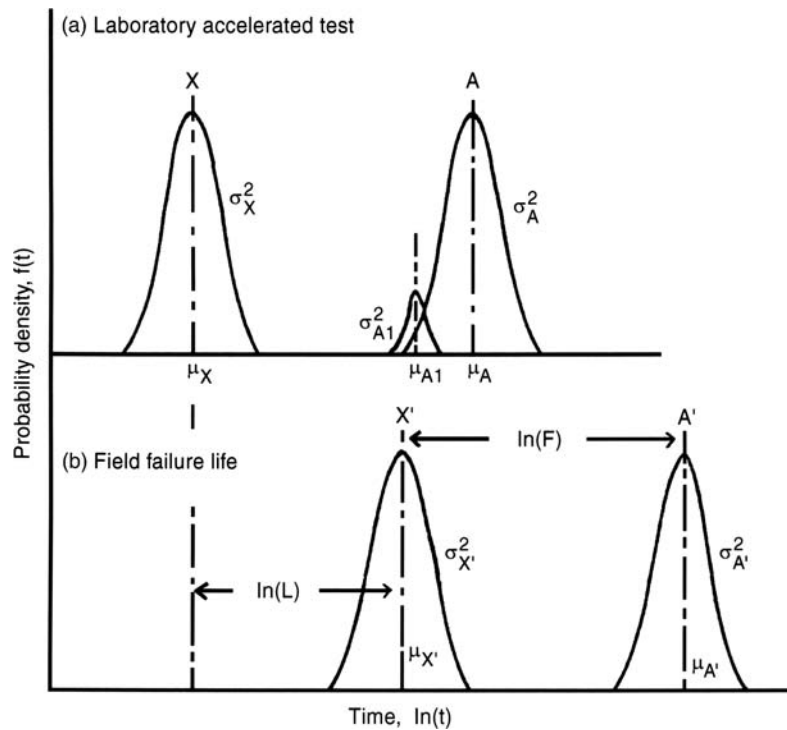 (a) Laboratory accelerated test
X
A
σ²X
σ²A
σ²A1
μX
μA1
μA
Probability density, f(t)
X'
A'
ln(F)
(b) Field failure life
σ²X'
σ²A'
ln(L)
μX'
μA'
Time, ln(t)